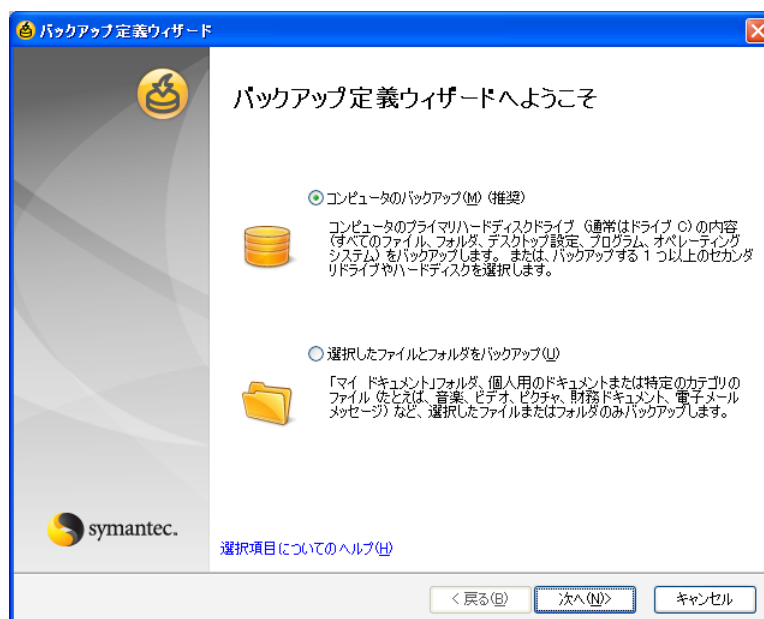 バックアップ定義ウィザード
バックアップ定義ウィザードへようこそ
コンピュータのバックアップ(M) (推奨)
コンピュータのプライマリハードディスクドライブ (通常はドライブ C) の内容
(すべてのファイル、フォルダ、デスクトップ設定、プログラム、オペレーティング
システム) をバックアップします。 または、バックアップする 1 つ以上のセカンダ
リドライブやハードディスクを選択します。
選択したファイルとフォルダをバックアップ(U)
「マイ ドキュメント」フォルダ、個人用のドキュメントまたは特定のカテゴリの
ファイル (たとえば、音楽、ビデオ、ピクチャ、財務ドキュメント、電子メール
メッセージ) など、選択したファイルまたはフォルダのみバックアップします。
symantec.
選択項目についてのヘルプ(H)
< 戻る(B)
次へ(N)>
キャンセル